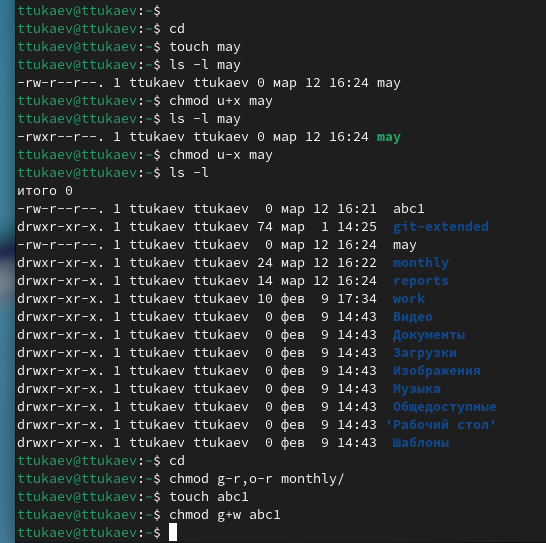 ttukaev@ttukaev:~$
ttukaev@ttukaev:~$ cd
ttukaev@ttukaev:~$ touch may
ttukaev@ttukaev:~$ ls -l may
-rw-r--r--. 1 ttukaev ttukaev 0 мар 12 16:24 may
ttukaev@ttukaev:~$ chmod u+x may
ttukaev@ttukaev:~$ ls -l may
-rwxr--r--. 1 ttukaev ttukaev 0 мар 12 16:24 may
ttukaev@ttukaev:~$ chmod u-x may
ttukaev@ttukaev:~$ ls -l
итого 0
-rw-r--r--. 1 ttukaev ttukaev  0 мар 12 16:21  abc1
drwxr-xr-x. 1 ttukaev ttukaev 74 мар  1 14:25  git-extended
-rw-r--r--. 1 ttukaev ttukaev  0 мар 12 16:24  may
drwxr-xr-x. 1 ttukaev ttukaev 24 мар 12 16:22  monthly
drwxr-xr-x. 1 ttukaev ttukaev 14 мар 12 16:24  reports
drwxr-xr-x. 1 ttukaev ttukaev 10 фев  9 17:34  work
drwxr-xr-x. 1 ttukaev ttukaev  0 фев  9 14:43  Видео
drwxr-xr-x. 1 ttukaev ttukaev  0 фев  9 14:43  Документы
drwxr-xr-x. 1 ttukaev ttukaev  0 фев  9 14:43  Загрузки
drwxr-xr-x. 1 ttukaev ttukaev  0 фев  9 14:43  Изображения
drwxr-xr-x. 1 ttukaev ttukaev  0 фев  9 14:43  Музыка
drwxr-xr-x. 1 ttukaev ttukaev  0 фев  9 14:43  Общедоступные
drwxr-xr-x. 1 ttukaev ttukaev  0 фев  9 14:43 'Рабочий стол'
drwxr-xr-x. 1 ttukaev ttukaev  0 фев  9 14:43  Шаблоны
ttukaev@ttukaev:~$ cd
ttukaev@ttukaev:~$ chmod g-r,o-r monthly/
ttukaev@ttukaev:~$ touch abc1
ttukaev@ttukaev:~$ chmod g+w abc1
ttukaev@ttukaev:~$